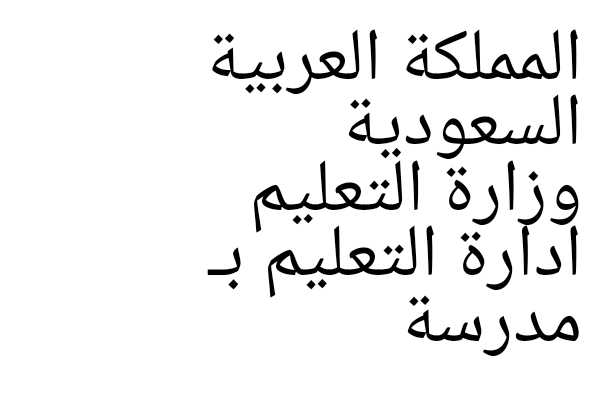 المملكة العربية
السعودية
وزارة التعليم
ادارة التعليم بـ
مدرسة